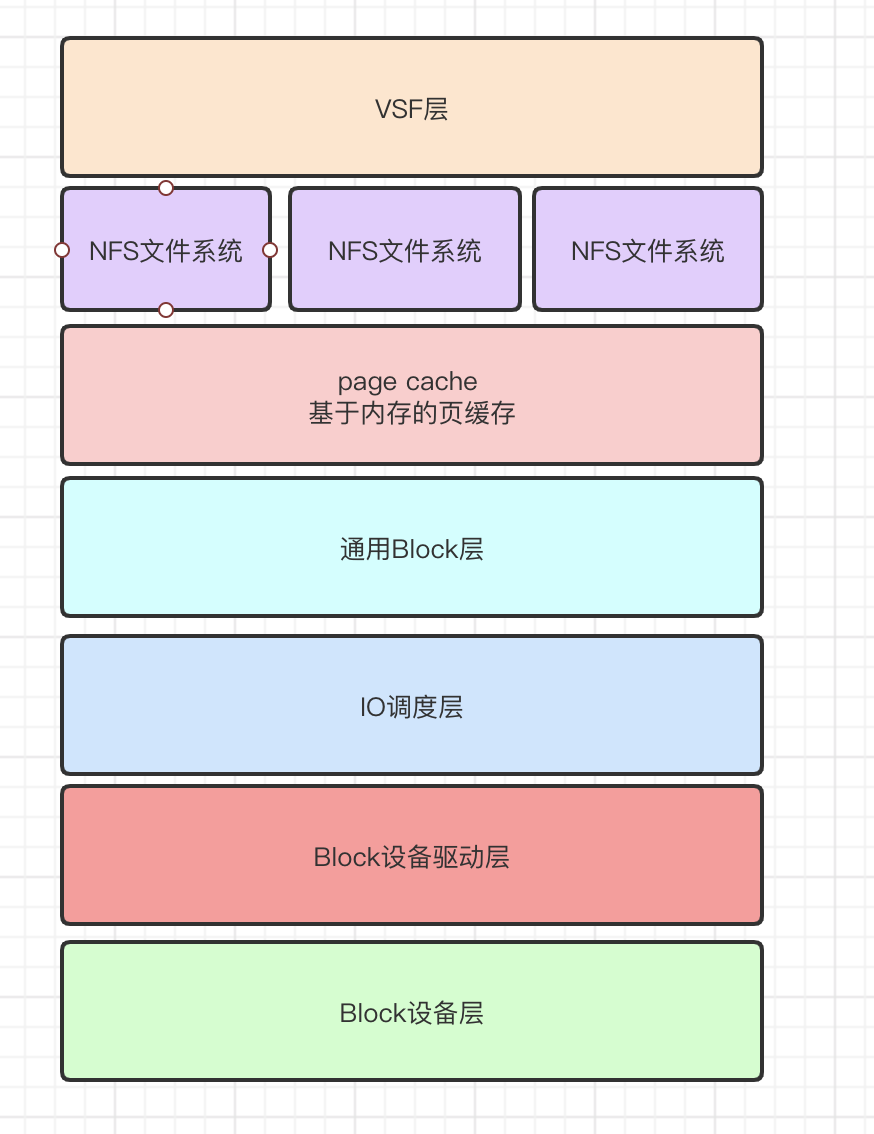 VSF层
NFS文件系统
NFS文件系统
NFS文件系统
page cache
基于内存的页缓存
通用Block层
IO调度层
Block设备驱动层
Block设备层